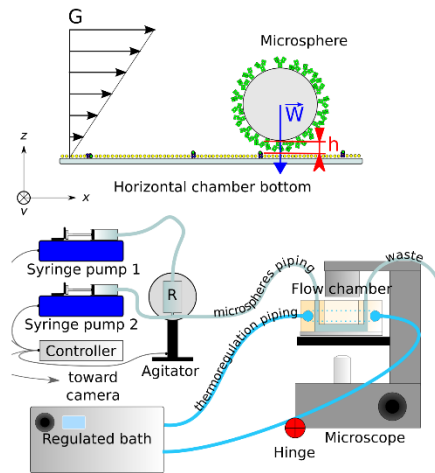 G
Microsphere
W
h
z
x
v
Horizontal chamber bottom
Syringe pump 1
Syringe pump 2
R
Controller
toward
camera
Agitator
microspheres piping
thermoregulation piping
Flow chamber
waste
Regulated bath
Hinge
Microscope